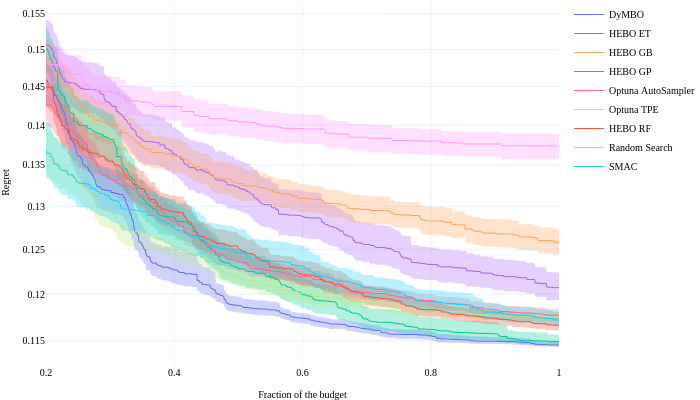 0.155
0.15
0.145
0.14
0.135
0.13
0.125
0.12
0.115
Regret
0.2
0.4
0.6
0.8
1
Fraction of the budget
DyMBO
HEBO ET
HEBO GB
HEBO GP
Optuna AutoSampler
Optuna TPE
HEBO RF
Random Search
SMAC